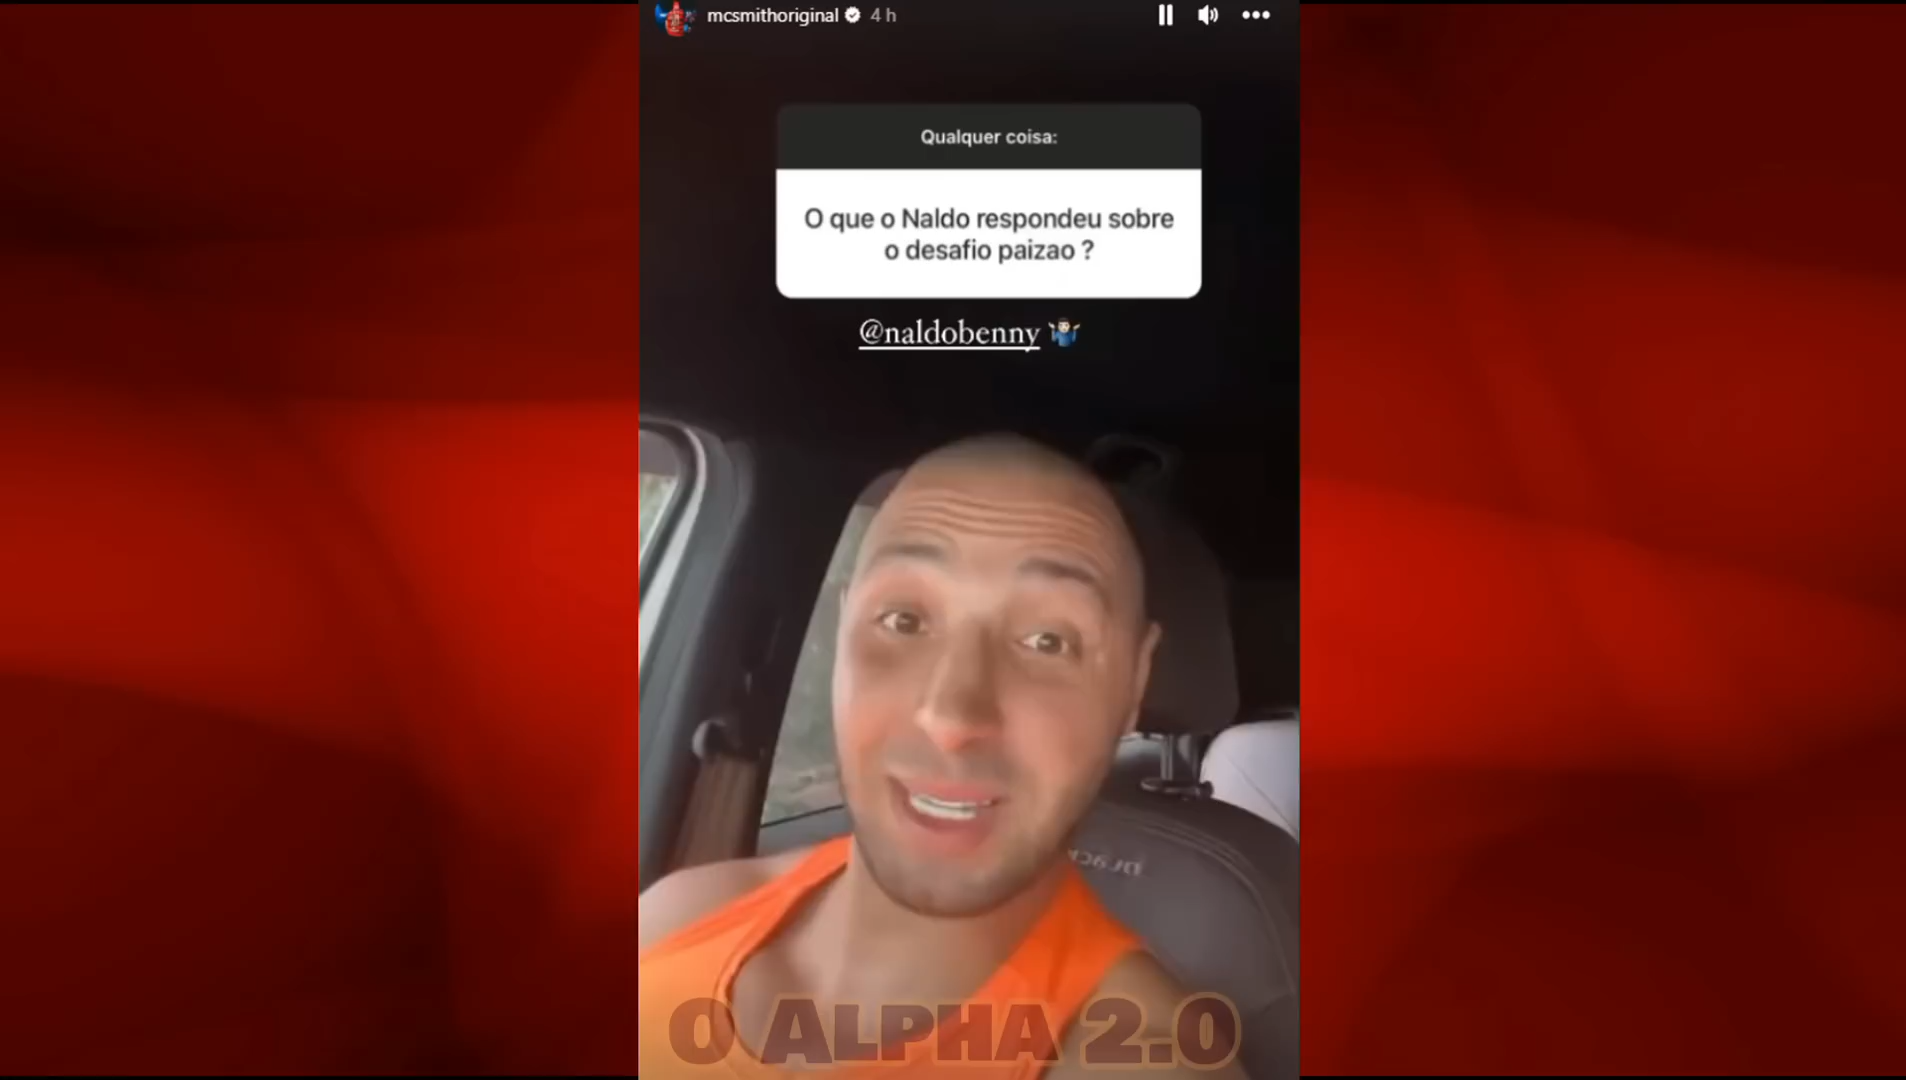 mcsmithoriginal 4 h
Qualquer coisa:
O que o Naldo respondeu sobre
o desafio paizao ?
@naldobenny
O ALPHA 2.0